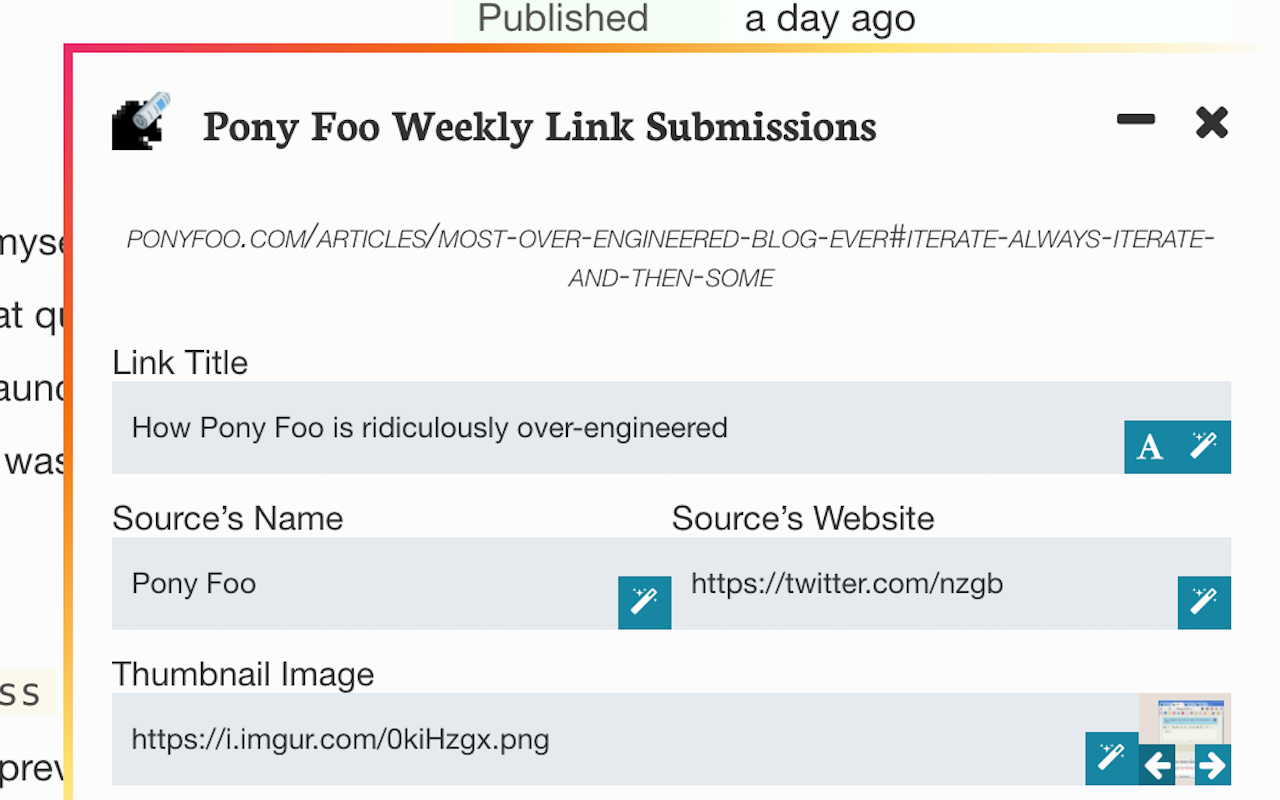 Published a day ago
Pony Foo Weekly Link Submissions
myse
PONYFOO.COM/ARTICLES/MOST-OVER-ENGINEERED-BLOG-EVER#ITERATE-ALWAYS-ITERATE-
AND-THEN-SOME
at qu
Link Title
aunc
How Pony Foo is ridiculously over-engineered
A
was
Source’s Name Source’s Website
Pony Foo https://twitter.com/nzgb
Thumbnail Image
ss
https://i.imgur.com/0kiHzgx.png
prev